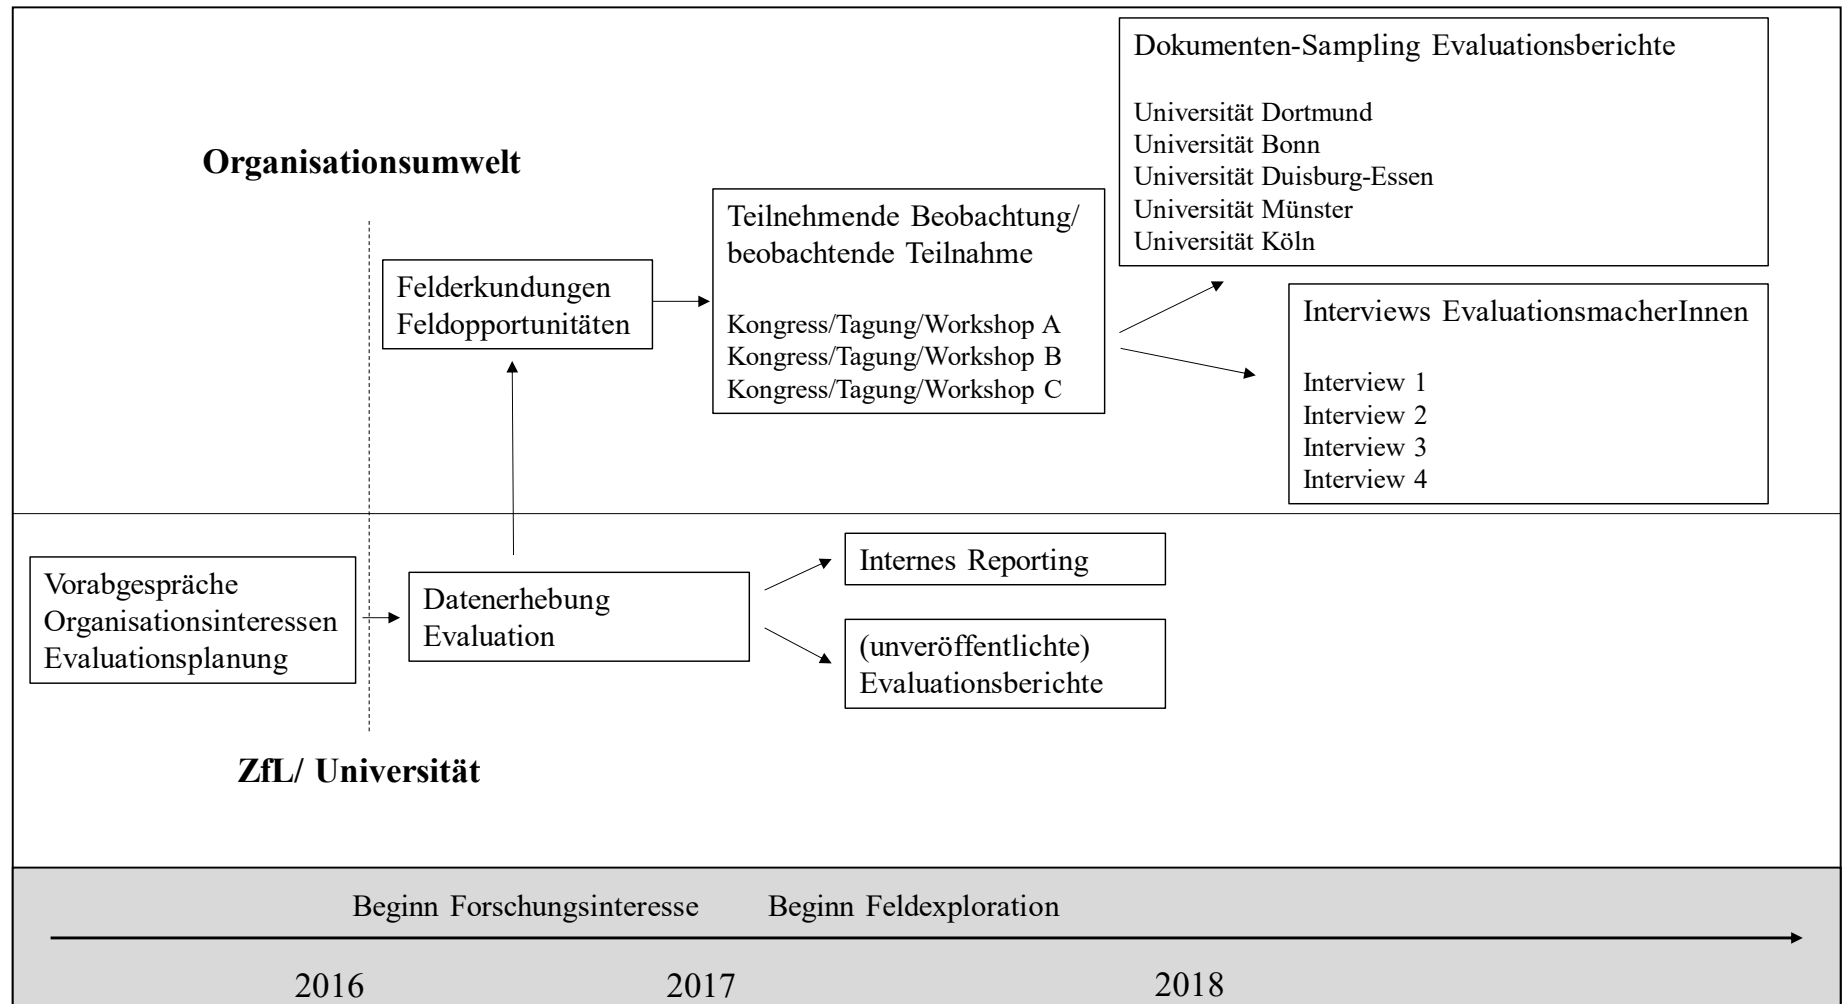 Dokumenten-Sampling Evaluationsberichte
Universität Dortmund
Universität Bonn
Universität Duisburg-Essen
Universität Münster
Universität Köln
Organisationsumwelt
Teilnehmende Beobachtung/
beobachtende Teilnahme
Kongress/Tagung/Workshop A
Kongress/Tagung/Workshop B
Kongress/Tagung/Workshop C
Felderkundungen
Feldopportunitäten
Interviews EvaluationsmacherInnen
Interview 1
Interview 2
Interview 3
Interview 4
Vorabgespräche
Organisationsinteressen
Evaluationsplanung
Datenerhebung
Evaluation
Internes Reporting
(unveröffentlichte)
Evaluationsberichte
ZfL/ Universität
Beginn Forschungsinteresse
Beginn Feldexploration
2016
2017
2018